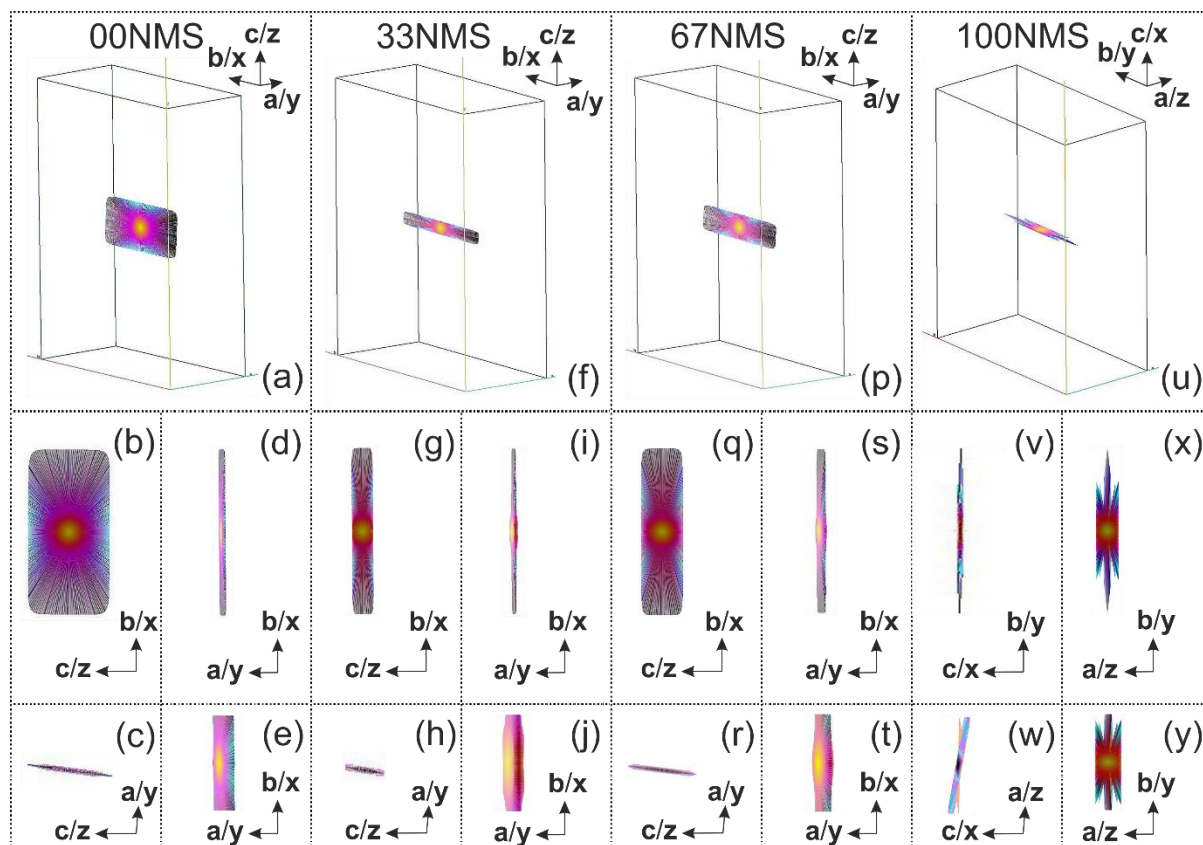 00NMS 33NMS 67NMS 100NMS
c/z c/z c/z c/x
b/x b/x b/x b/y
a/y a/y a/y a/z
(a) (f) (p) (u)
(b) (d) (g) (i) (q) (s) (v) (x)
b/x b/x b/x b/x b/x b/x b/y b/y
c/z a/y c/z a/y c/z a/y c/x a/z
(c) (e) (h) (j) (r) (t) (w) (y)
a/y b/x a/y b/x a/y b/x a/z b/y
c/z a/y c/z a/y c/z a/y c/x a/z